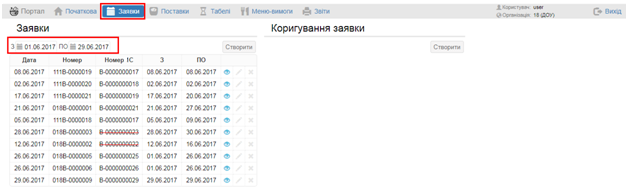 Портал Початкова Заявки Поставки Табелі Меню-вимоги Звіти Користувач: user Вихід
Організація: 18 (ДОУ)
Заявки Коригування заявки
З 01.06.2017 ПО 29.06.2017 Створити Створити
Дата Номер Номер 1С З ПО
08.06.2017 111В-0000019 В-0000000017 08.06.2017 08.06.2017
02.06.2017 111В-0000020 В-0000000018 02.06.2017 02.06.2017
17.06.2017 111В-0000021 В-0000000019 17.06.2017 20.06.2017
21.06.2017 018В-0000001 В-0000000021 21.06.2017 27.06.2017
05.06.2017 111В-0000018 В-0000000017 05.06.2017 09.06.2017
28.06.2017 018В-0000003 В-0000000023 28.06.2017 30.06.2017
12.06.2017 018В-0000002 В-0000000022 12.06.2017 16.06.2017
26.06.2017 018В-0000005 В-0000000025 01.06.2017 26.06.2017
26.06.2017 018В-0000006 В-0000000026 01.06.2017 29.06.2017
29.06.2017 018В-0000009 В-0000000029 29.06.2017 29.06.2017